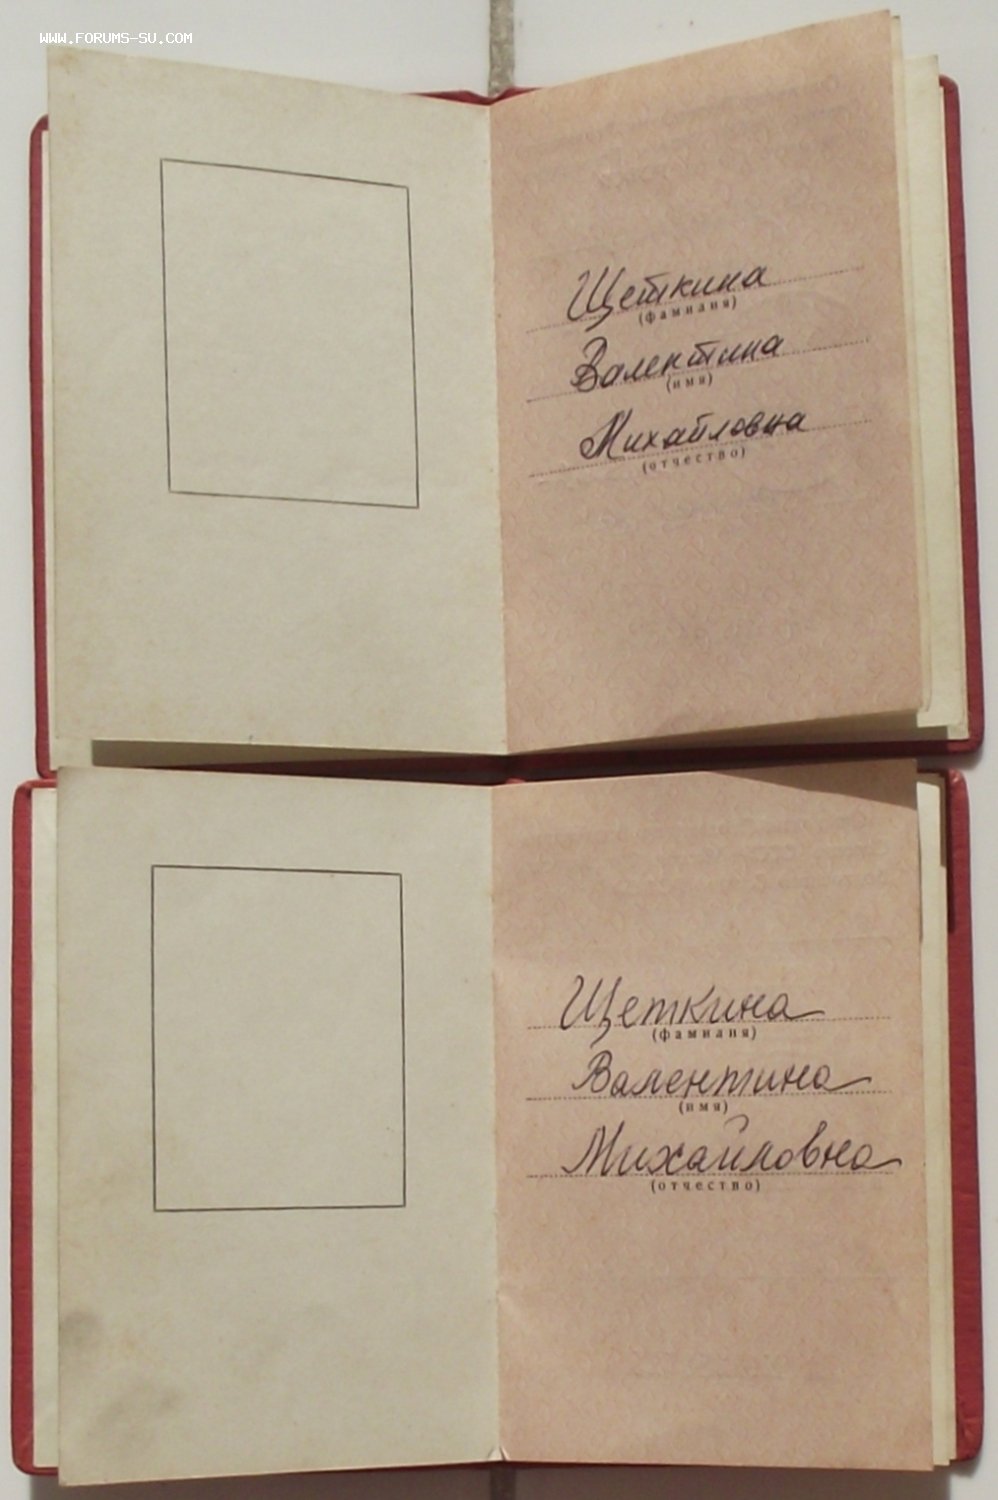 WWW.FORUMS-SU.COM
Щеткина
(фамилия)
Валентина
(имя)
Михайловна
(отчество)
Щеткина
(фамилия)
Валентина
(имя)
Михайловна
(отчество)